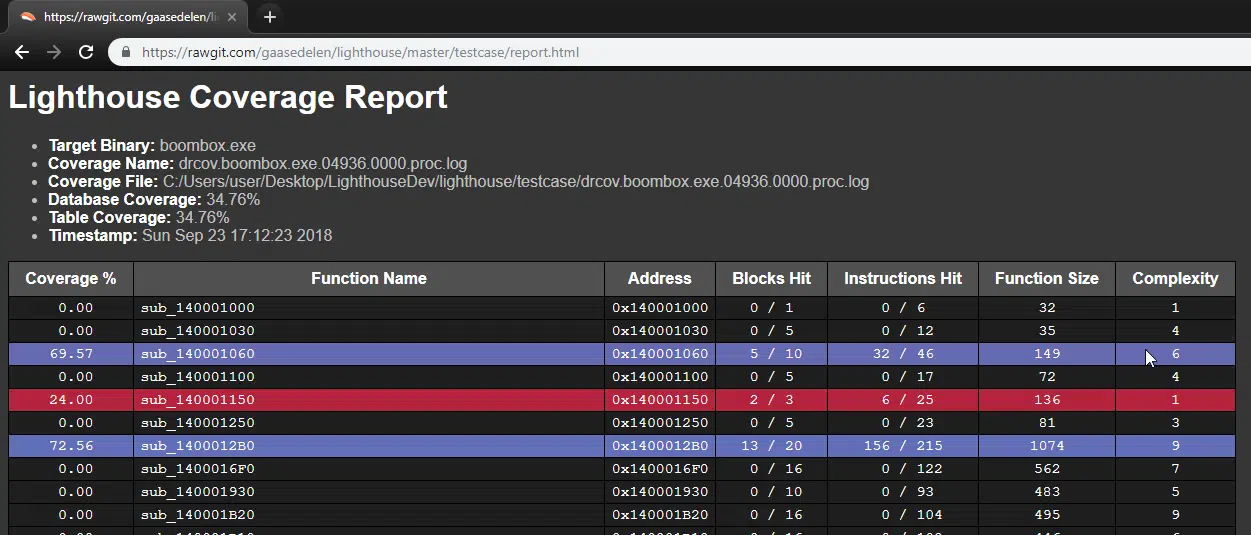 https://rawgit.com/gaasedelen/li
https://rawgit.com/gaasedelen/lighthouse/master/testcase/report.html
Lighthouse Coverage Report
Target Binary: boombox.exe
Coverage Name: drcov.boombox.exe.04936.0000.proc.log
Coverage File: C:/Users/user/Desktop/LighthouseDev/lighthouse/testcase/drcov.boombox.exe.04936.0000.proc.log
Database Coverage: 34.76%
Table Coverage: 34.76%
Timestamp: Sun Sep 23 17:12:23 2018
Coverage % Function Name Address Blocks Hit Instructions Hit Function Size Complexity
0.00 sub_140001000 0x140001000 0 / 1 0 / 6 32 1
0.00 sub_140001030 0x140001030 0 / 5 0 / 12 35 4
69.57 sub_140001060 0x140001060 5 / 10 32 / 46 149 6
0.00 sub_140001100 0x140001100 0 / 5 0 / 17 72 4
24.00 sub_140001150 0x140001150 2 / 3 6 / 25 136 1
0.00 sub_140001250 0x140001250 0 / 5 0 / 23 81 3
72.56 sub_1400012B0 0x1400012B0 13 / 20 156 / 215 1074 9
0.00 sub_1400016F0 0x1400016F0 0 / 16 0 / 122 562 7
0.00 sub_140001930 0x140001930 0 / 10 0 / 93 483 5
0.00 sub_140001B20 0x140001B20 0 / 16 0 / 104 495 9